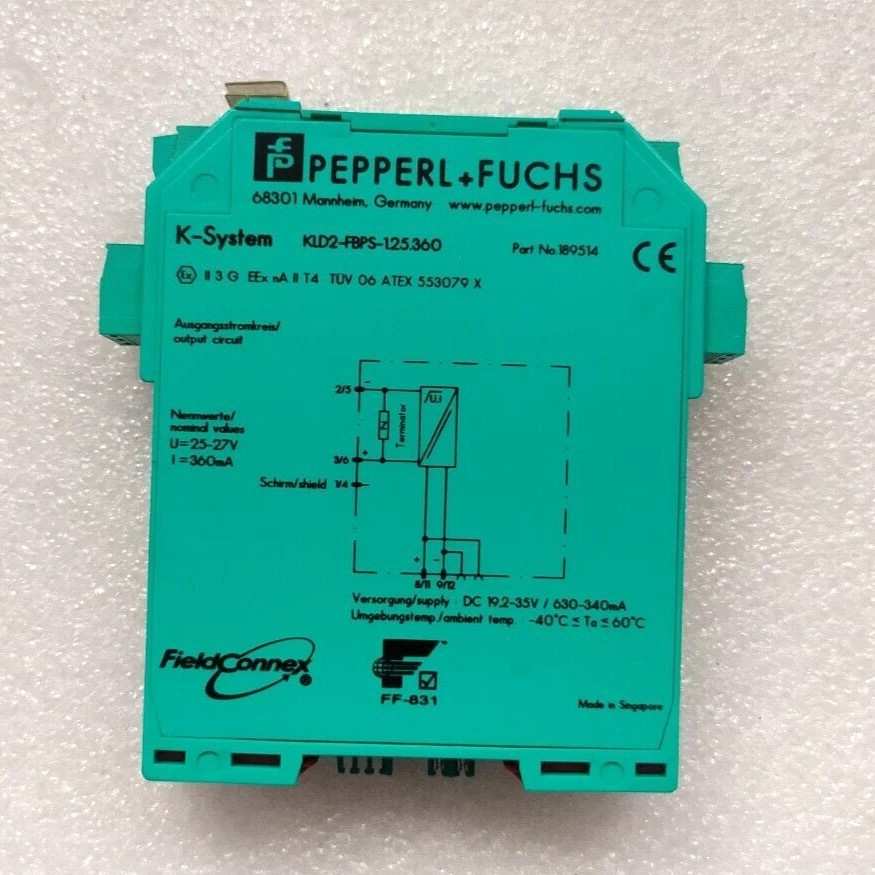 PEPPERL+FUCHS
68301 Mannheim, Germany www.pepperl-fuchs.com
K-System KLD2-FBPS-1.25.360 Part No.189514 CE
Ex II 3 G EEx nA II T4 TÜV 06 ATEX 553079 X
Ausgangsstromkreis/
output circuit
2/5 -
U,I
Terminator
Z
Nennwerte/
nominal values
U=25-27V
I=360mA
3/6 +
Schirm/shield 1/4
+ -
8/11 9/12
Versorgung/supply DC 19.2-35V / 630-340mA
Umgebungstemp./ambient temp. -40°C ≤ Ta ≤ 60°C
FieldConnex ®
F ™
FF-831
Made in Singapore